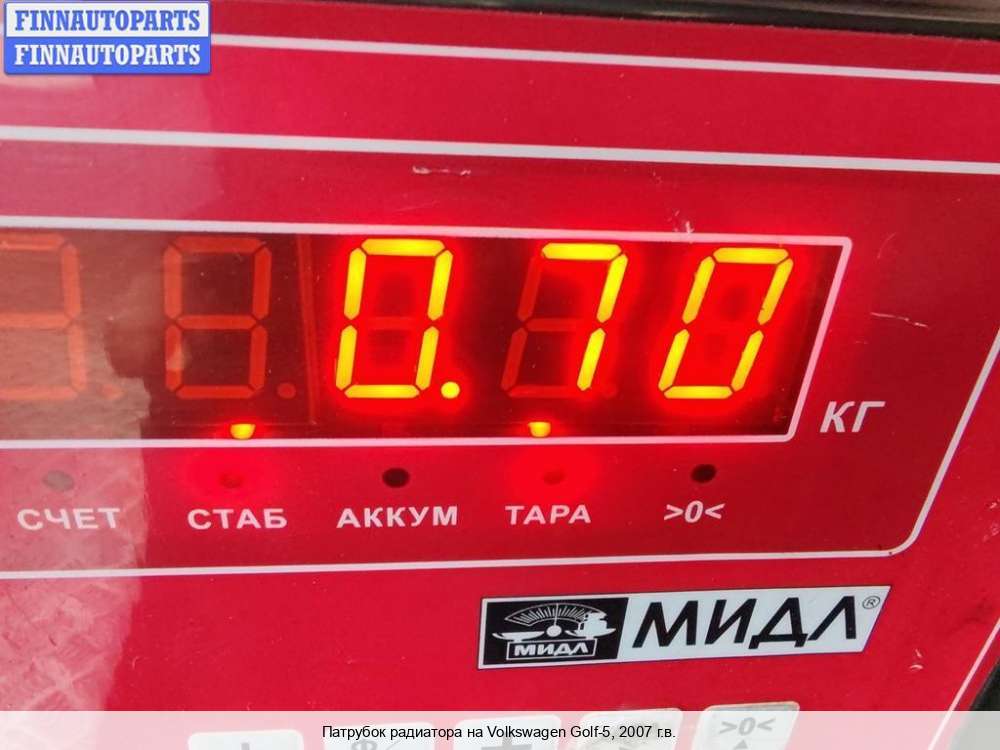 FINNAUTOPARTS
FINNAUTOPARTS
0.70
КГ
СЧЕТ СТАБ АККУМ ТАРА >0<
МИДЛ МИДЛ®
>0<
Патрубок радиатора на Volkswagen Golf-5, 2007 г.в.